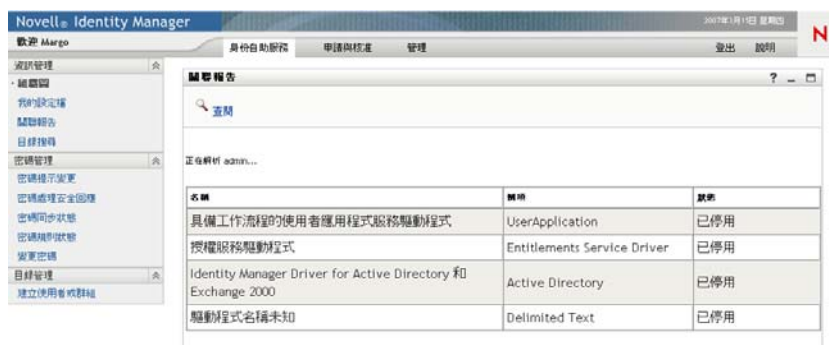 Novell® Identity Manager
2007年1月11日 星期四
歡迎 Margo
身份自助服務 申請與核准 管理
登出 說明
N
資訊管理
組織圖
我的設定檔
關聯報告
目錄搜尋
密碼管理
密碼提示變更
密碼處理安全回應
密碼同步狀態
密碼規則狀態
變更密碼
目錄管理
建立使用者或群組
關聯報告
查閱
正在解析 admin...
名稱 例項 狀態
具備工作流程的使用者應用程式服務驅動程式 UserApplication 已停用
授權服務驅動程式 Entitlements Service Driver 已停用
Identity Manager Driver for Active Directory 和
Exchange 2000 Active Directory 已停用
驅動程式名稱未知 Delimited Text 已停用